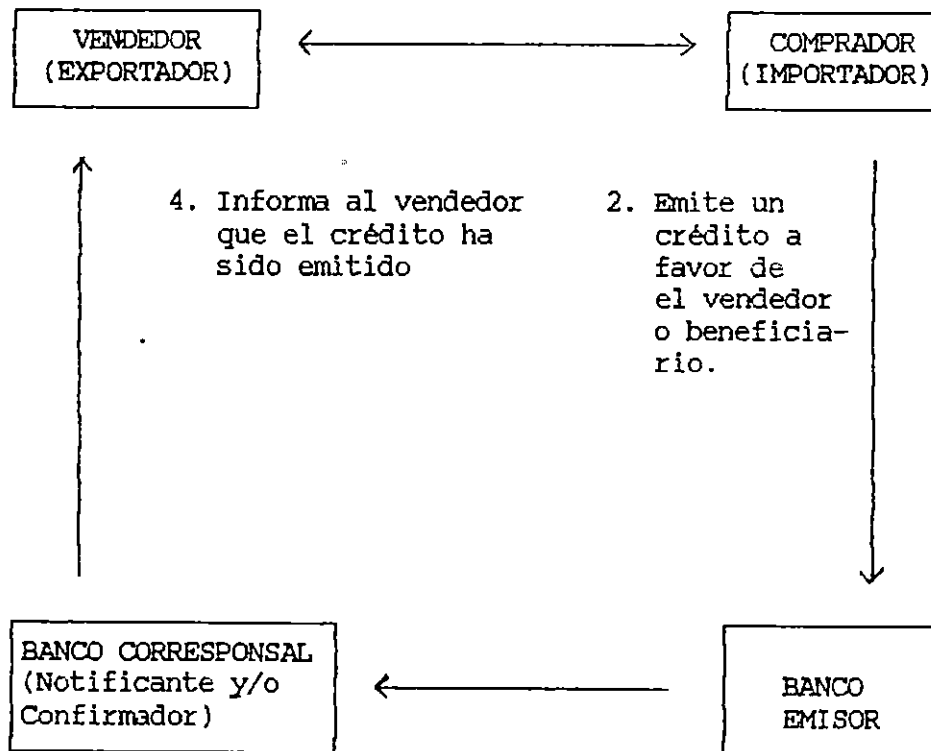 VENDEDOR
(EXPORTADOR)
COMPRADOR
(IMPORTADOR)
4. Informa al vendedor
que el crédito ha
sido emitido
2. Emite un
crédito a
favor de
el vendedor
o beneficia-
rio.
BANCO CORRESPONSAL
(Notificante y/o
Confirmador)
BANCO
EMISOR